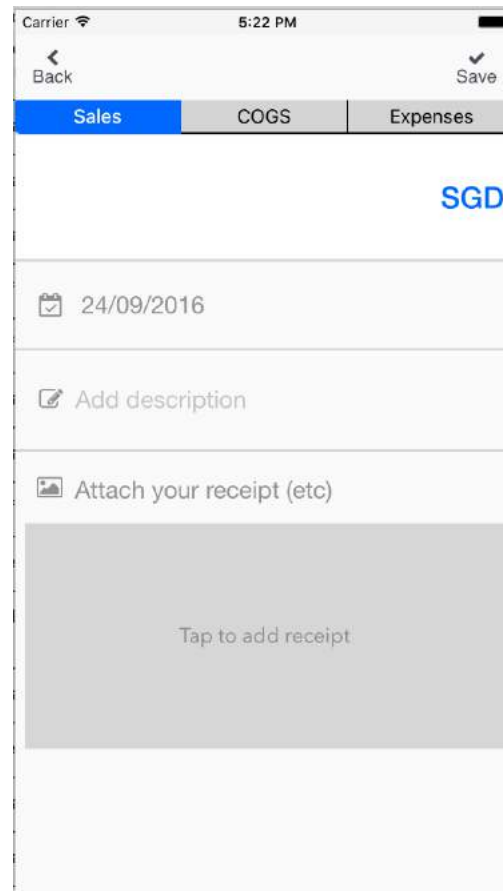 Carrier 5:22 PM
Back Save
Sales COGS Expenses
SGD
24/09/2016
Add description
Attach your receipt (etc)
Tap to add receipt